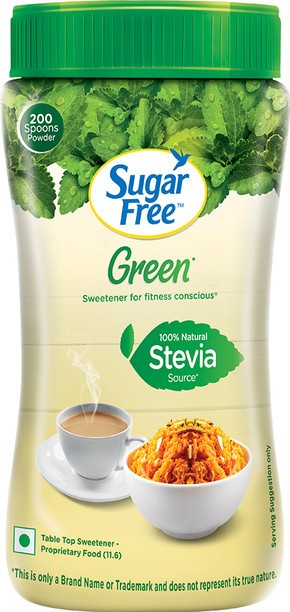 200
Spoons
Powder
Sugar
Free™
Green*
Sweetener for fitness conscious®
100% Natural
Stevia
Source*
Serving Suggestion only
Table Top Sweetener -
Proprietary Food (11.6)
*This is only a Brand Name or Trademark and does not represent its true nature.